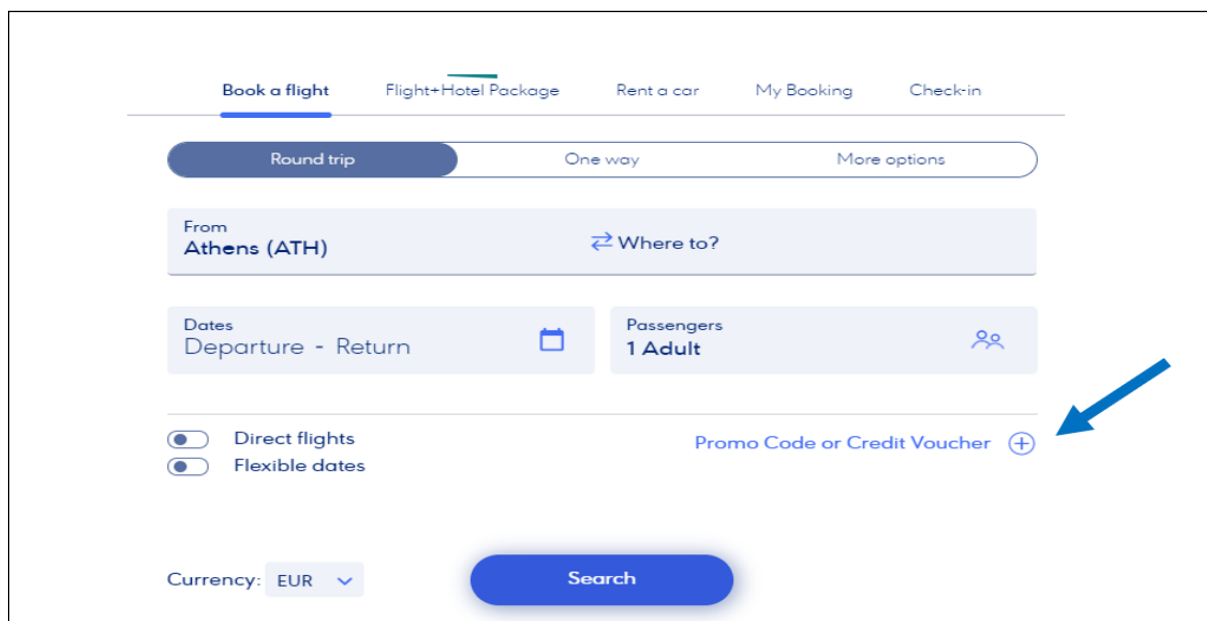 Book a flight Flight+Hotel Package Rent a car My Booking Check-in
Round trip One way More options
From
Athens (ATH)
Where to?
Dates
Departure - Return
Passengers
1 Adult
Direct flights
Flexible dates
Promo Code or Credit Voucher
Currency: EUR
Search